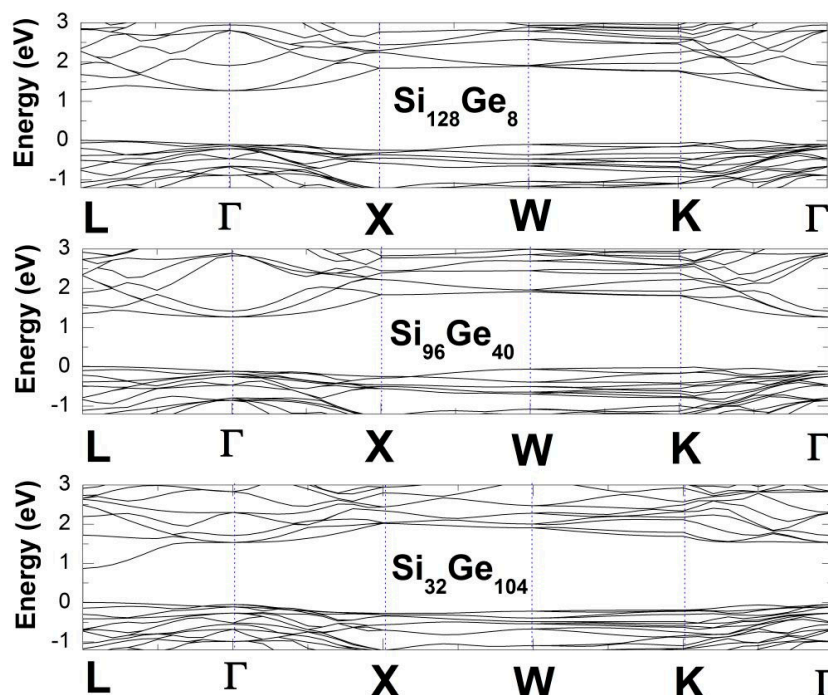 Energy (eV)
3
2
1
0
-1
Si128Ge8
L Γ X W K Γ
Energy (eV)
3
2
1
0
-1
Si96Ge40
L Γ X W K Γ
Energy (eV)
3
2
1
0
-1
Si32Ge104
L Γ X W K Γ